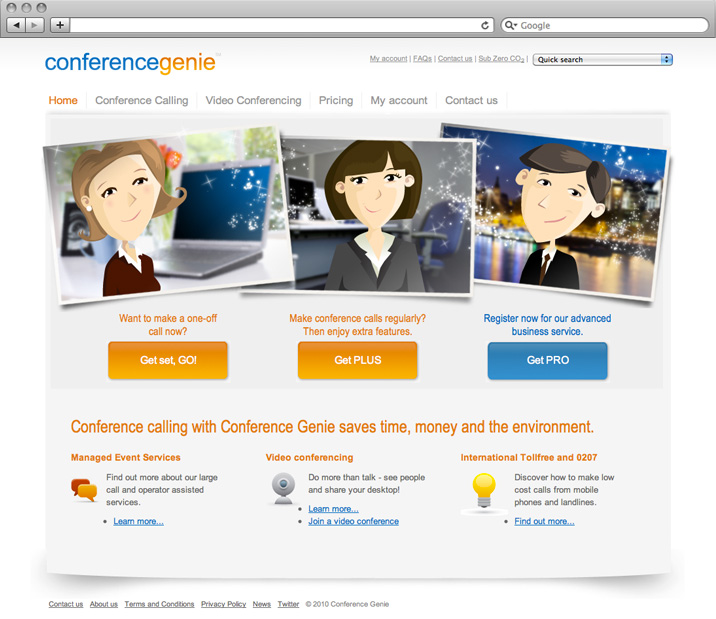 Google
conferencegenie
My account | FAQs | Contact us | Sub Zero CO₂ |
Quick search
Home
Conference Calling
Video Conferencing
Pricing
My account
Contact us
Want to make a one-off
call now?
Get set, GO!
Make conference calls regularly?
Then enjoy extra features.
Get PLUS
Register now for our advanced
business service.
Get PRO
Conference calling with Conference Genie saves time, money and the environment.
Managed Event Services
Find out more about our large
call and operator assisted
services.
Learn more...
Video conferencing
Do more than talk - see people
and share your desktop!
Learn more...
Join a video conference
International Tollfree and 0207
Discover how to make low
cost calls from mobile
phones and landlines.
Find out more...
Contact us About us Terms and Conditions Privacy Policy News Twitter © 2010 Conference Genie